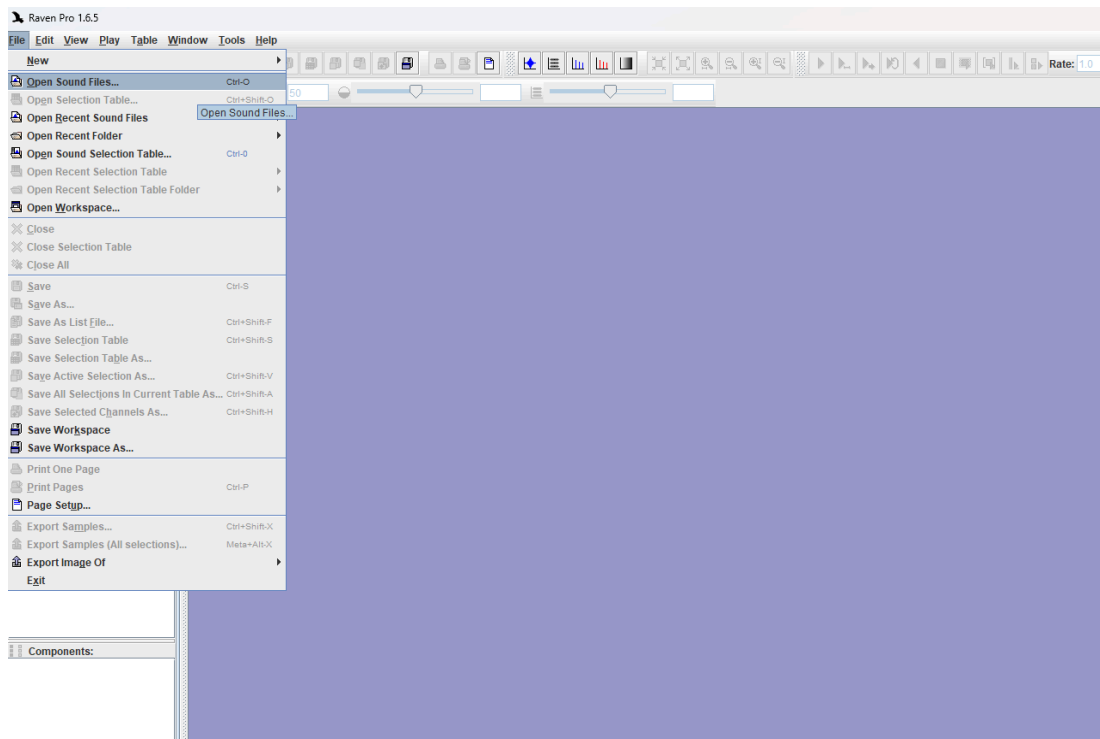 Raven Pro 1.6.5
File Edit View Play Table Window Tools Help
New
Rate: 1.0
Open Sound Files... Ctrl-O
50
Open Selection Table... Ctrl+Shift-O
Open Sound Files...
Open Recent Sound Files
Open Recent Folder
Open Sound Selection Table... Ctrl-0
Open Recent Selection Table
Open Recent Selection Table Folder
Open Workspace...
Close
Close Selection Table
Close All
Save Ctrl-S
Save As...
Save As List File... Ctrl+Shift-F
Save Selection Table Ctrl+Shift-S
Save Selection Table As...
Save Active Selection As... Ctrl+Shift-V
Save All Selections In Current Table As... Ctrl+Shift-A
Save Selected Channels As... Ctrl+Shift-H
Save Workspace
Save Workspace As...
Print One Page
Print Pages Ctrl-P
Page Setup...
Export Samples... Ctrl+Shift-X
Export Samples (All selections)... Meta+Alt-X
Export Image Of
Exit
Components: